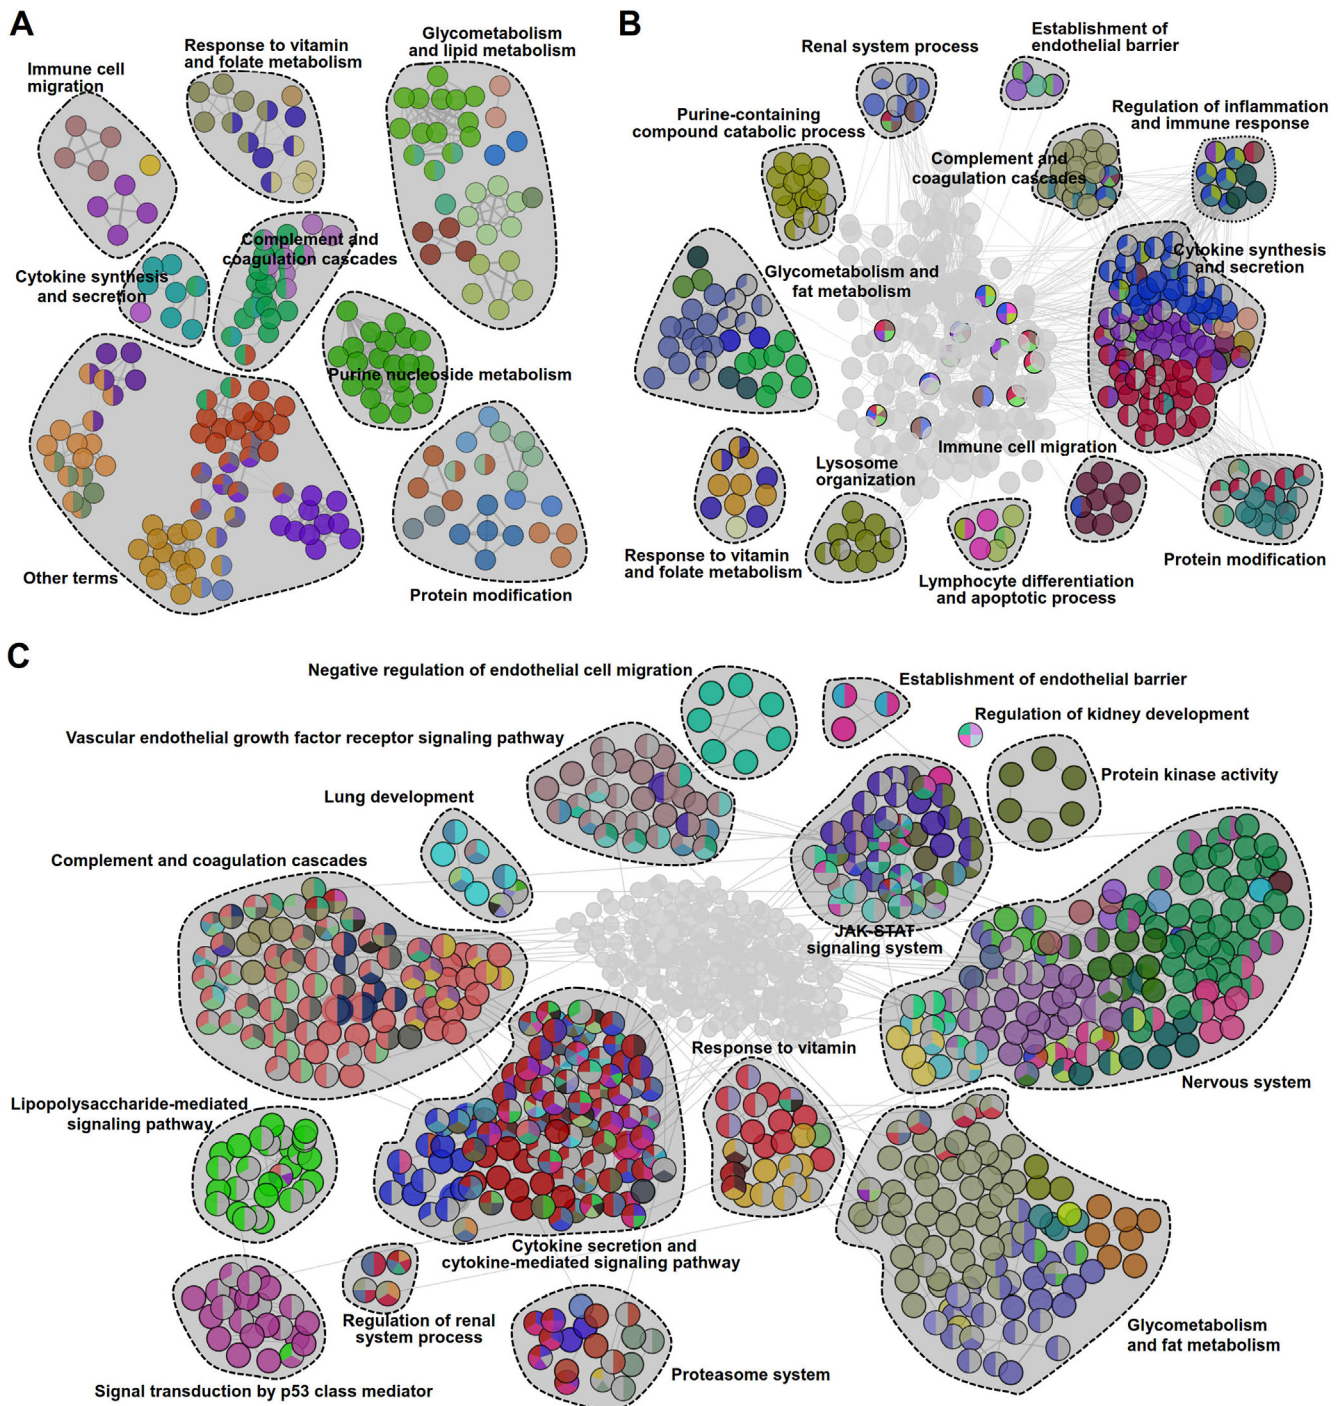 A
Immune cell
migration
Response to vitamin
and folate metabolism
Glycometabolism
and lipid metabolism
Complement and
coagulation cascades
Cytokine synthesis
and secretion
Purine nucleoside metabolism
Other terms
Protein modification
B
Renal system process
Establishment of
endothelial barrier
Purine-containing
compound catabolic process
Complement and
coagulation cascades
Regulation of inflammation
and immune response
Glycometabolism and
fat metabolism
Cytokine synthesis
and secretion
Immune cell migration
Lysosome
organization
Response to vitamin
and folate metabolism
Lymphocyte differentiation
and apoptotic process
Protein modification
C
Negative regulation of endothelial cell migration
Establishment of endothelial barrier
Regulation of kidney development
Vascular endothelial growth factor receptor signaling pathway
Protein kinase activity
Lung development
Complement and coagulation cascades
JAK-STAT
signaling system
Response to vitamin
Nervous system
Lipopolysaccharide-mediated
signaling pathway
Cytokine secretion and
cytokine-mediated signaling pathway
Regulation of renal
system process
Glycometabolism
and fat metabolism
Proteasome system
Signal transduction by p53 class mediator